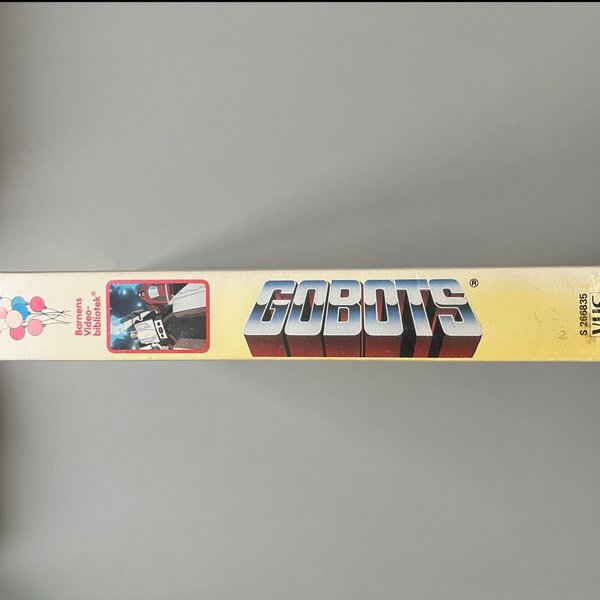 Barnens
Video-
bibliotek®
GOBOTS®
S 266835
VHS